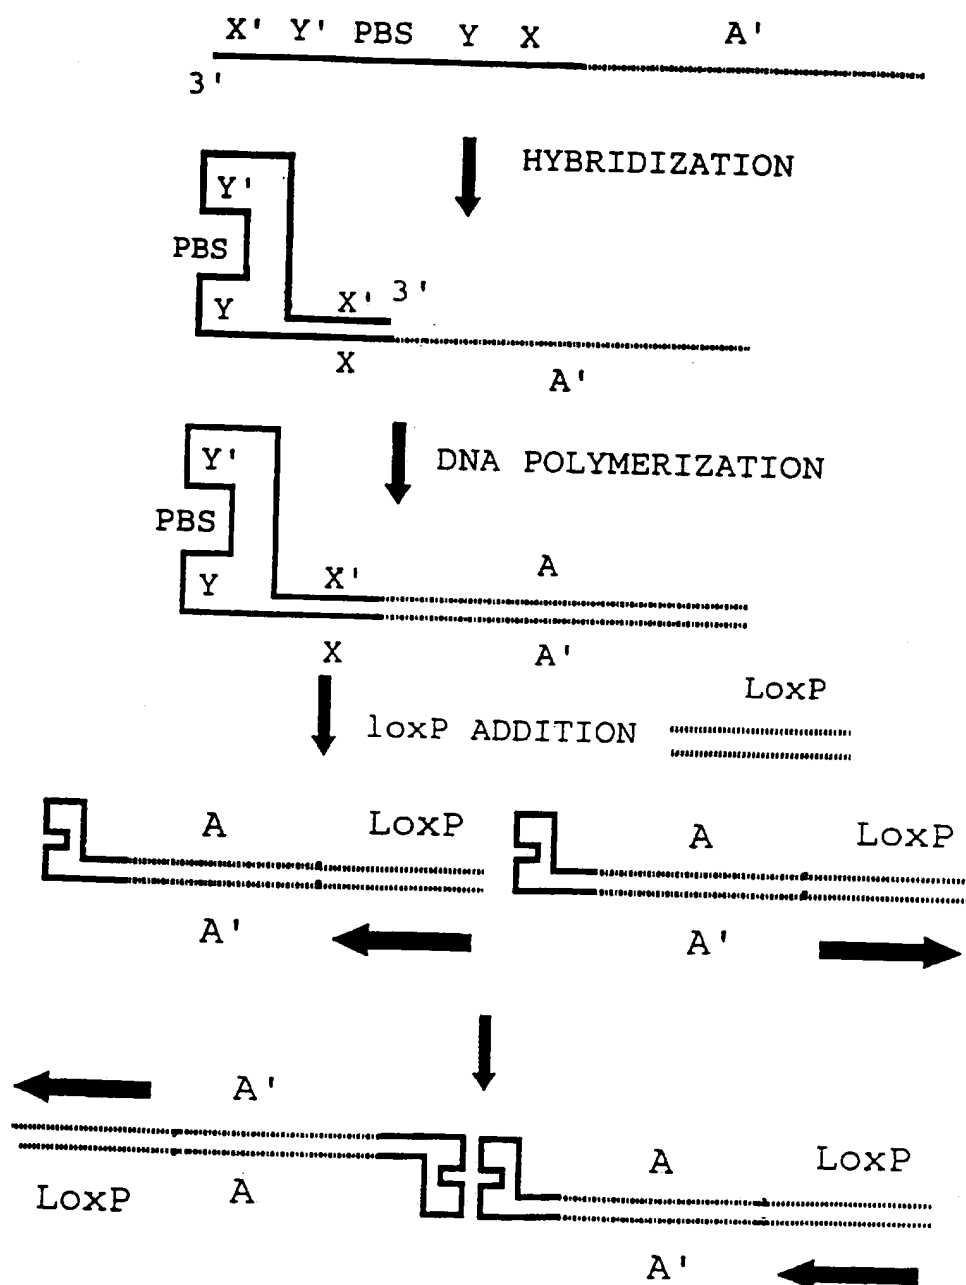 X' Y' PBS Y X A'
3'
HYBRIDIZATION
Y'
PBS
Y X' 3'
X A'
DNA POLYMERIZATION
Y'
PBS
A
Y X'
X A'
LoxP
loxP ADDITION
A LoxP A LoxP
A' A'
A'
A LoxP
LoxP A
A'